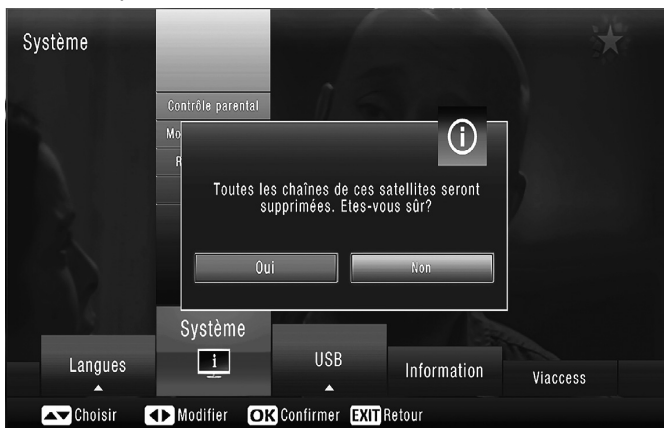 Système
Contrôle parental
Toutes les chaînes de ces satellites seront
supprimées. Etes-vous sûr?
Oui
Non
Langues
Système
USB
Information
Viaccess
Choisir
Modifier
OK Confirmer
EXIT Retour